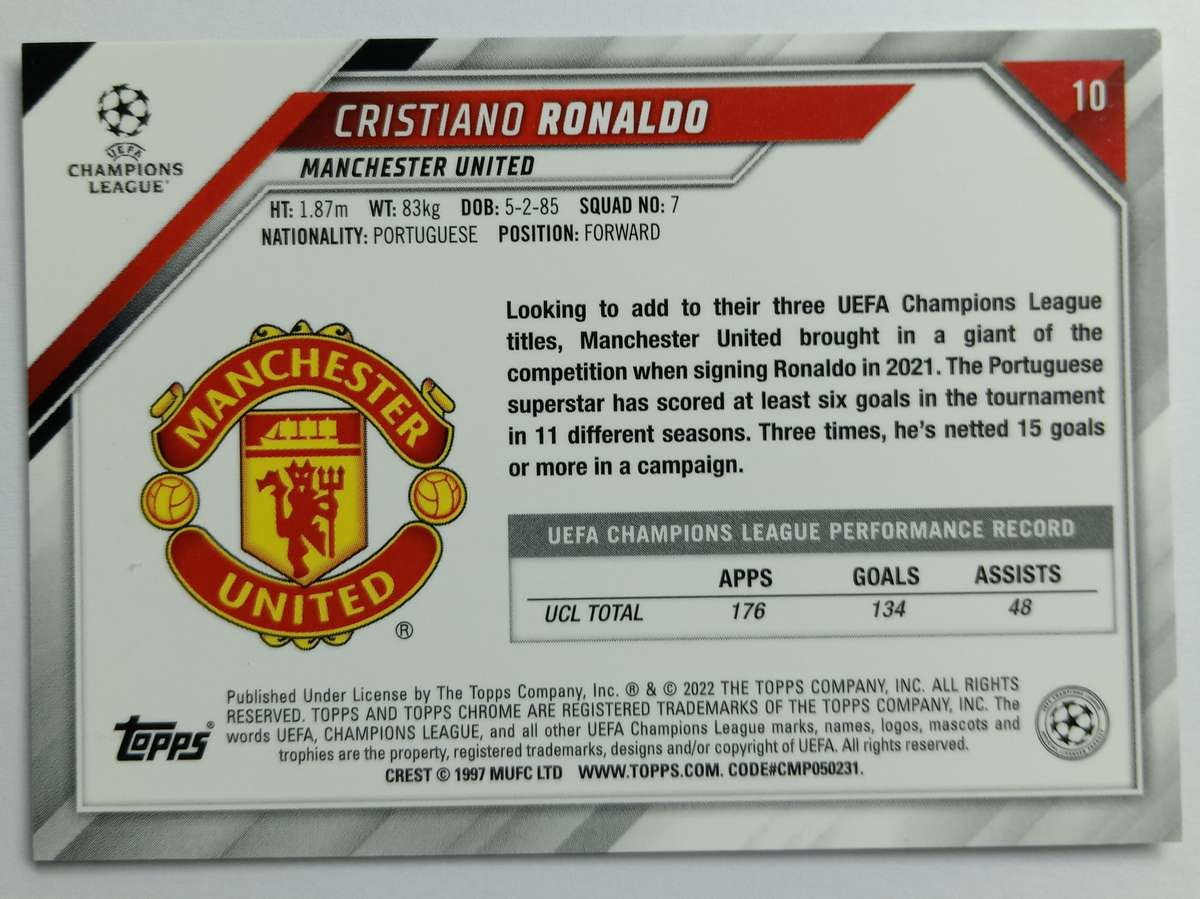 10
CRISTIANO RONALDO
UEFA
CHAMPIONS
LEAGUE
MANCHESTER UNITED
HT: 1.87m WT: 83kg DOB: 5-2-85 SQUAD NO: 7
NATIONALITY: PORTUGUESE POSITION: FORWARD
Looking to add to their three UEFA Champions League
titles, Manchester United brought in a giant of the
competition when signing Ronaldo in 2021. The Portuguese
superstar has scored at least six goals in the tournament
in 11 different seasons. Three times, he's netted 15 goals
or more in a campaign.
MANCHESTER
UNITED
®
UEFA CHAMPIONS LEAGUE PERFORMANCE RECORD
APPS GOALS ASSISTS
UCL TOTAL 176 134 48
Published Under License by The Topps Company, Inc. ® & © 2022 THE TOPPS COMPANY, INC. ALL RIGHTS
RESERVED. TOPPS AND TOPPS CHROME ARE REGISTERED TRADEMARKS OF THE TOPPS COMPANY, INC. The
words UEFA, CHAMPIONS LEAGUE, and all other UEFA Champions League marks, names, logos, mascots and
trophies are the property, registered trademarks, designs and/or copyright of UEFA. All rights reserved.
CREST © 1997 MUFC LTD WWW.TOPPS.COM. CODE#CMP050231.
Topps®